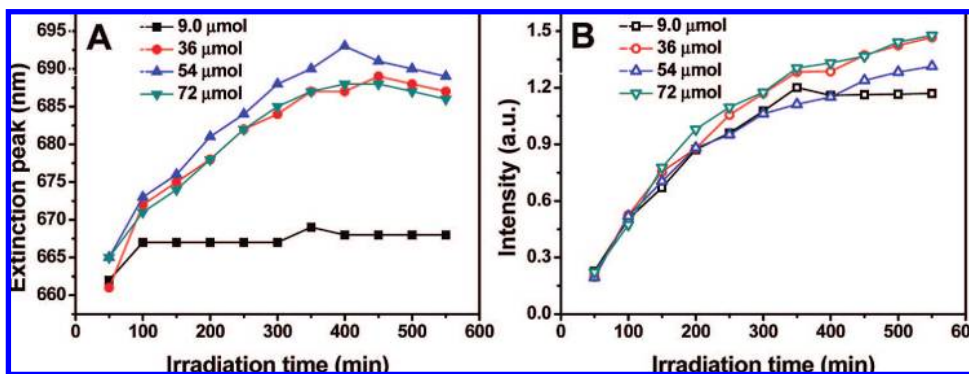 A
9.0 μmol
36 μmol
54 μmol
72 μmol
695
690
685
680
675
670
665
660
Extinction peak (nm)
0
100
200
300
400
500
600
Irradiation time (min)
B
9.0 μmol
36 μmol
54 μmol
72 μmol
1.5
1.2
0.9
0.6
0.3
0.0
Intensity (a.u.)
0
100
200
300
400
500
60
Irradiation time (min)